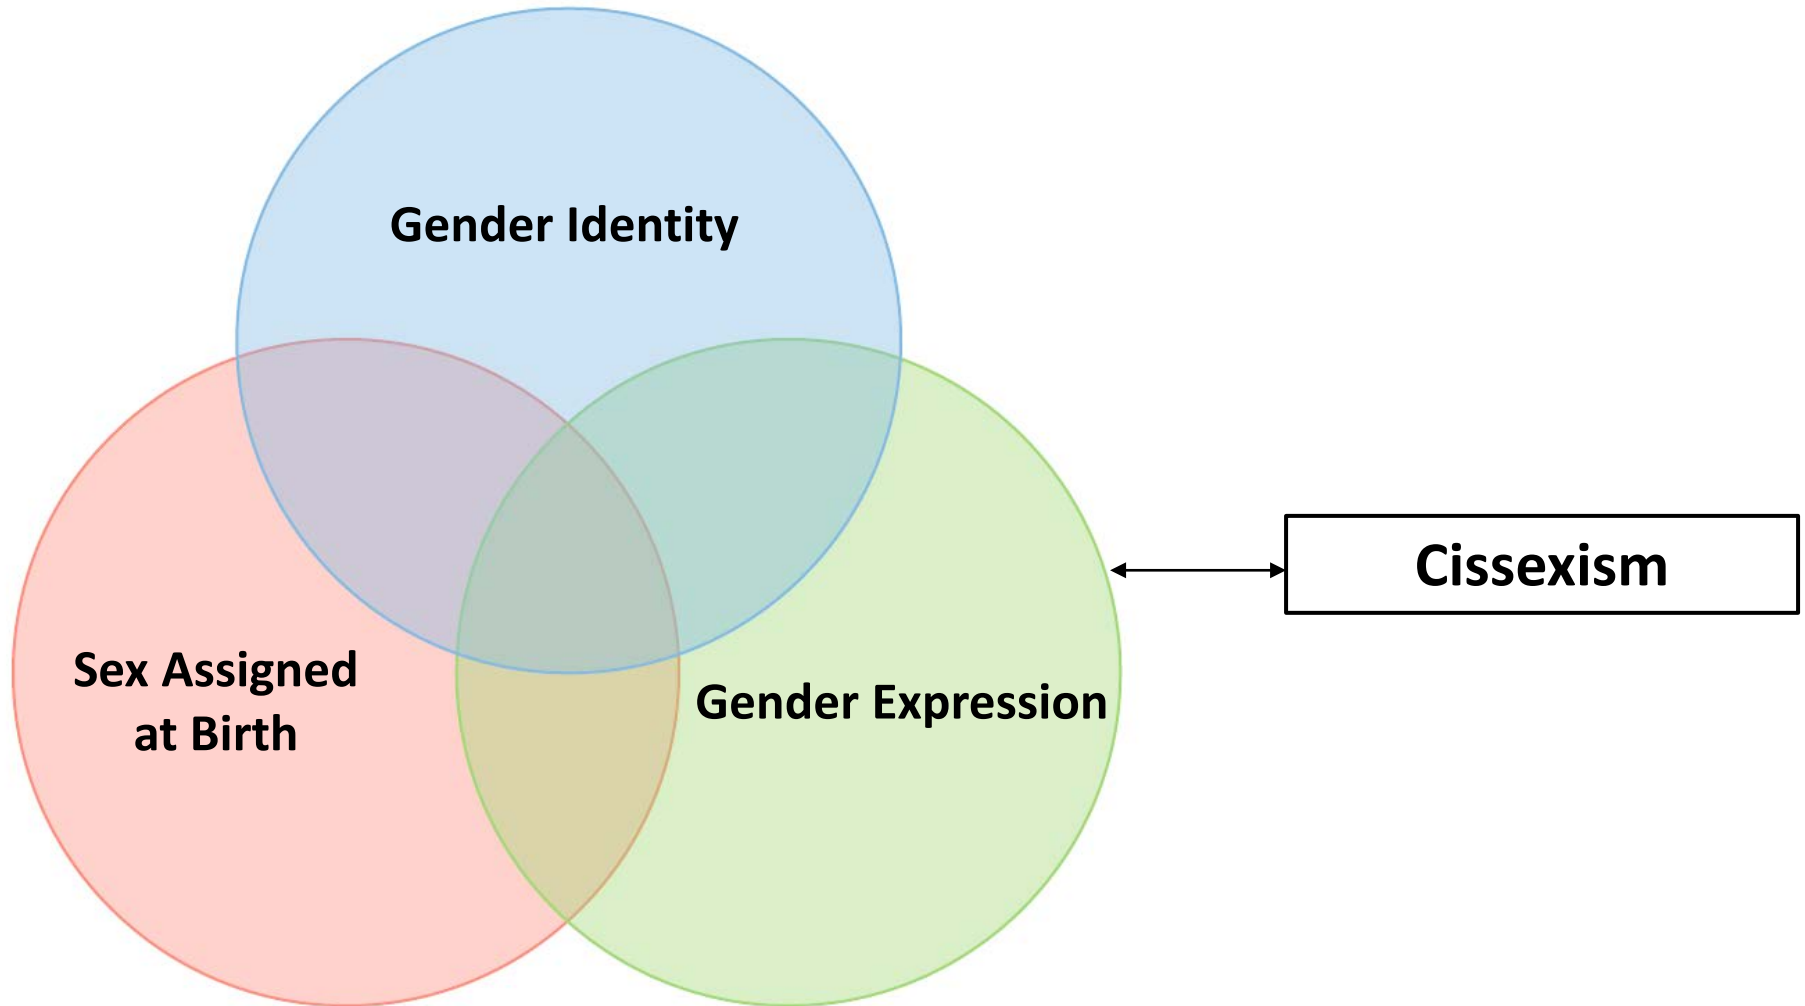 Gender Identity
Sex Assigned
at Birth
Gender Expression
Cissexism